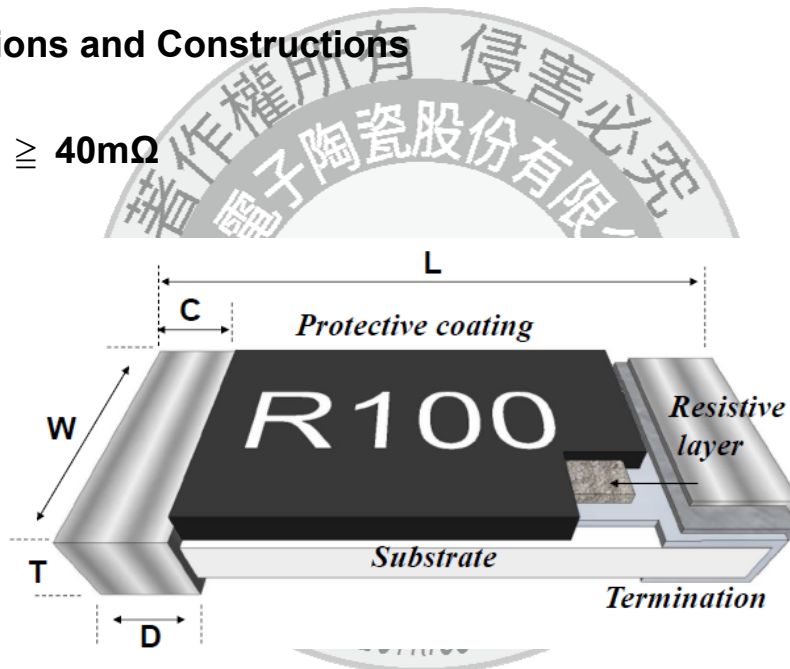 ions and Constructions
著作權所有 侵害必究
≧ 40mΩ
電子陶瓷股份有限公
L
C
Protective coating
R100
W
Resistive
layer
T
Substrate
Termination
D